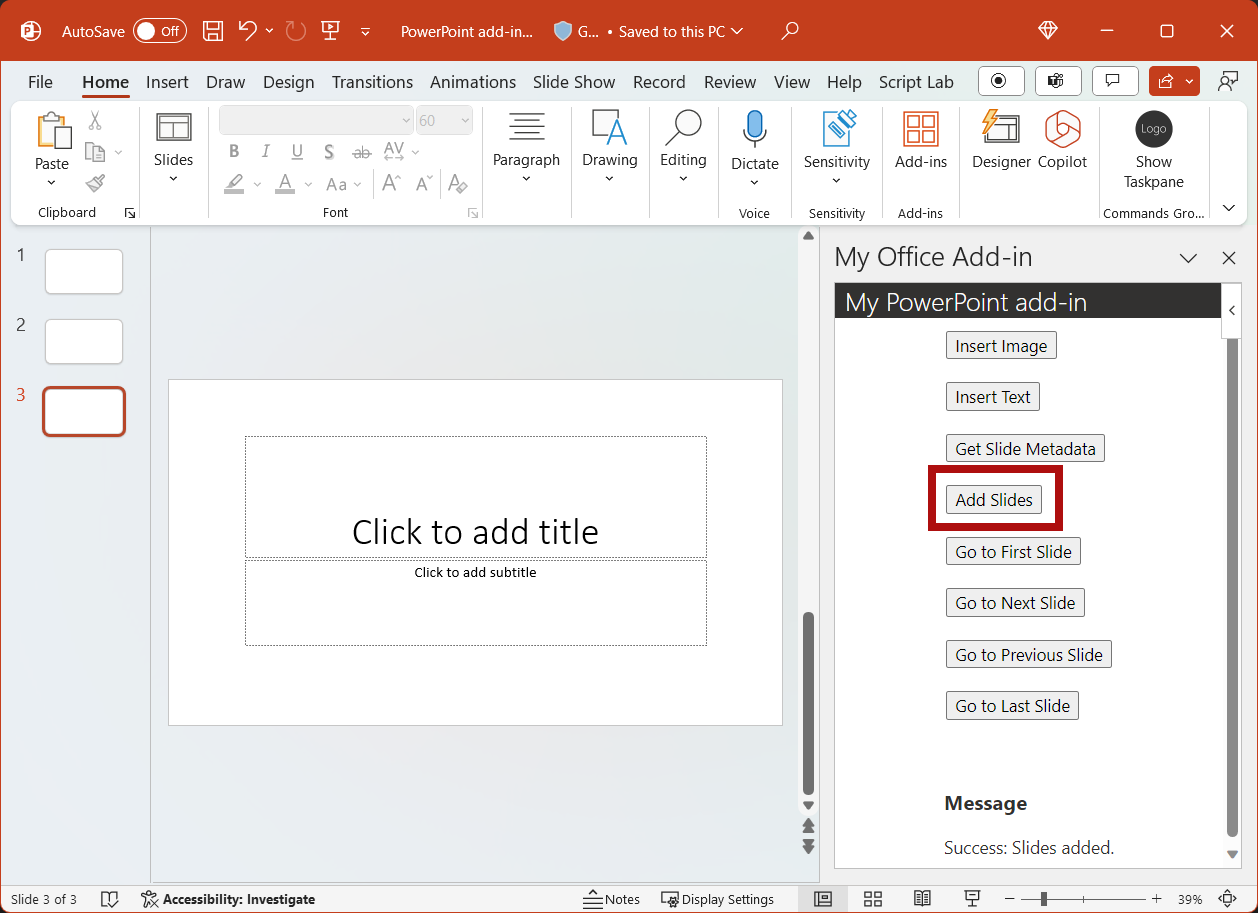 AutoSave Off PowerPoint add-in... G... • Saved to this PC
File Home Insert Draw Design Transitions Animations Slide Show Record Review View Help Script Lab
60
B I U S ab AV
A Aa A A A
Paste Slides Paragraph Drawing Editing Dictate Sensitivity Add-ins Designer Copilot Logo Show Taskpane
Clipboard Font Voice Sensitivity Add-ins Commands Gro...
1
2
3
Click to add title
Click to add subtitle
My Office Add-in
My PowerPoint add-in
Insert Image
Insert Text
Get Slide Metadata
Add Slides
Go to First Slide
Go to Next Slide
Go to Previous Slide
Go to Last Slide
Message
Success: Slides added.
Slide 3 of 3 Accessibility: Investigate Notes Display Settings 39%